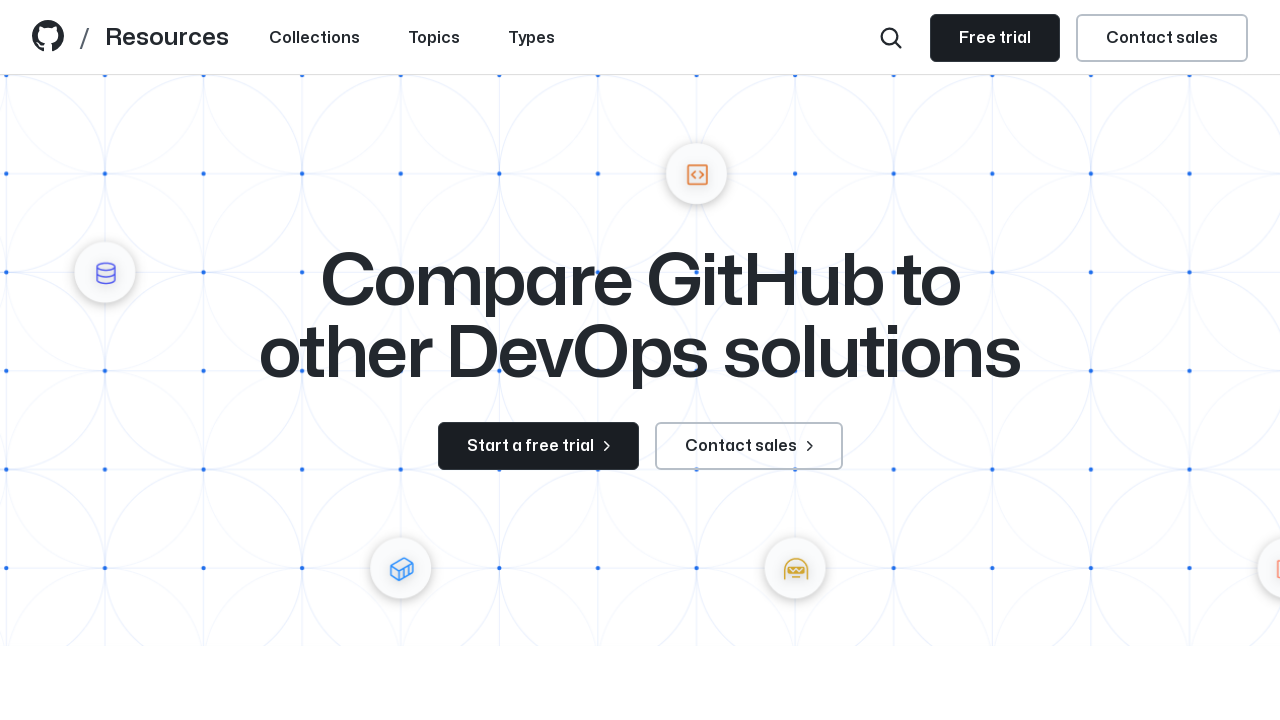 / Resources Collections Topics Types Free trial Contact sales
Compare GitHub to
other DevOps solutions
Start a free trial Contact sales